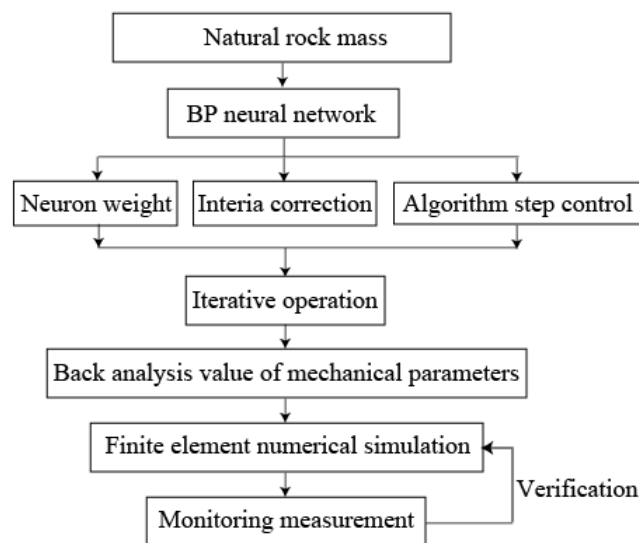 Natural rock mass
BP neural network
Neuron weight
Interia correction
Algorithm step control
Iterative operation
Back analysis value of mechanical parameters
Finite element numerical simulation
Verification
Monitoring measurement